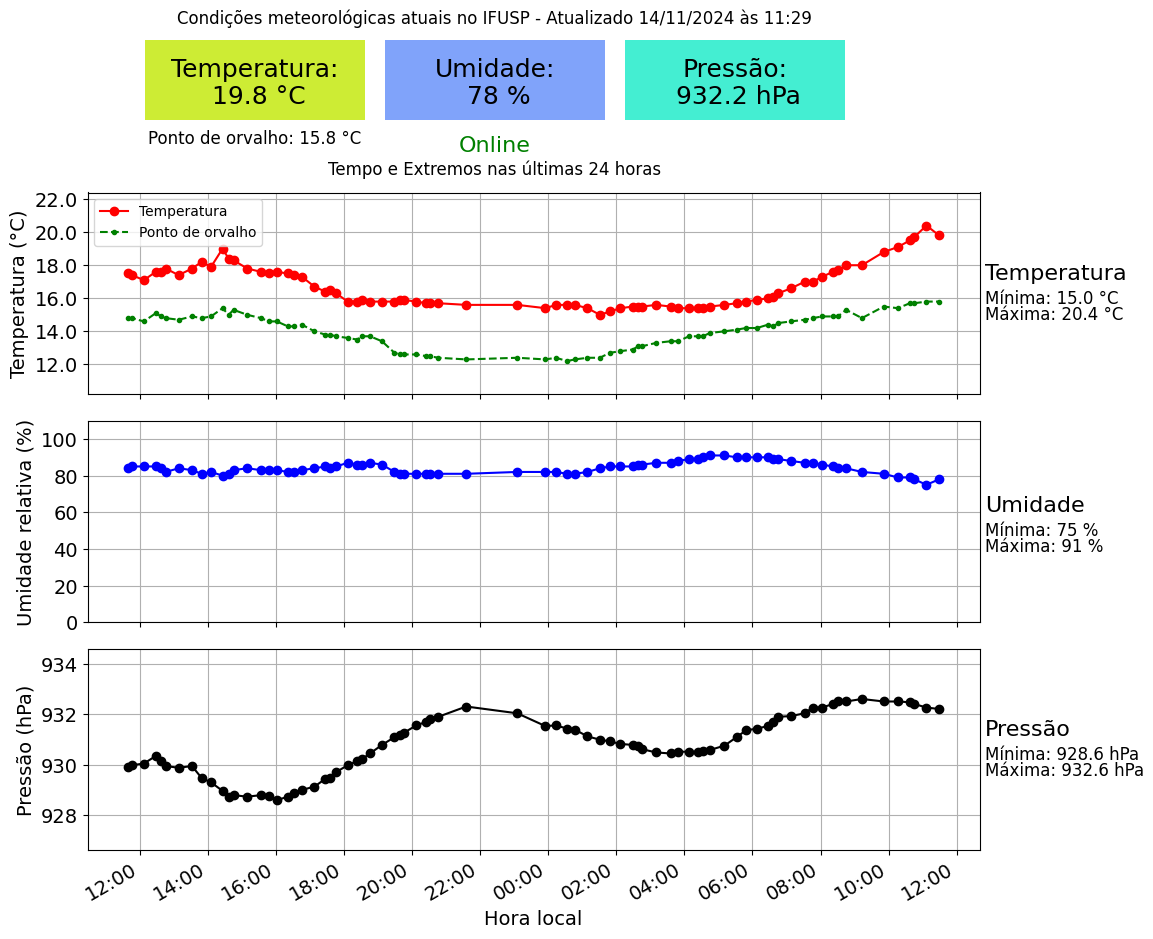 Condições meteorológicas atuais no IFUSP - Atualizado 14/11/2024 às 11:29
Temperatura:
19.8 °C
Umidade:
78 %
Pressão:
932.2 hPa
Ponto de orvalho: 15.8 °C
Online
Tempo e Extremos nas últimas 24 horas
Temperatura (°C)
22.0
20.0
18.0
16.0
14.0
12.0
Temperatura
Ponto de orvalho
Temperatura
Mínima: 15.0 °C
Máxima: 20.4 °C
Umidade relativa (%)
100
80
60
40
20
0
Umidade
Mínima: 75 %
Máxima: 91 %
Pressão (hPa)
934
932
930
928
Pressão
Mínima: 928.6 hPa
Máxima: 932.6 hPa
12:00 14:00 16:00 18:00 20:00 22:00 00:00 02:00 04:00 06:00 08:00 10:00 12:00
Hora local